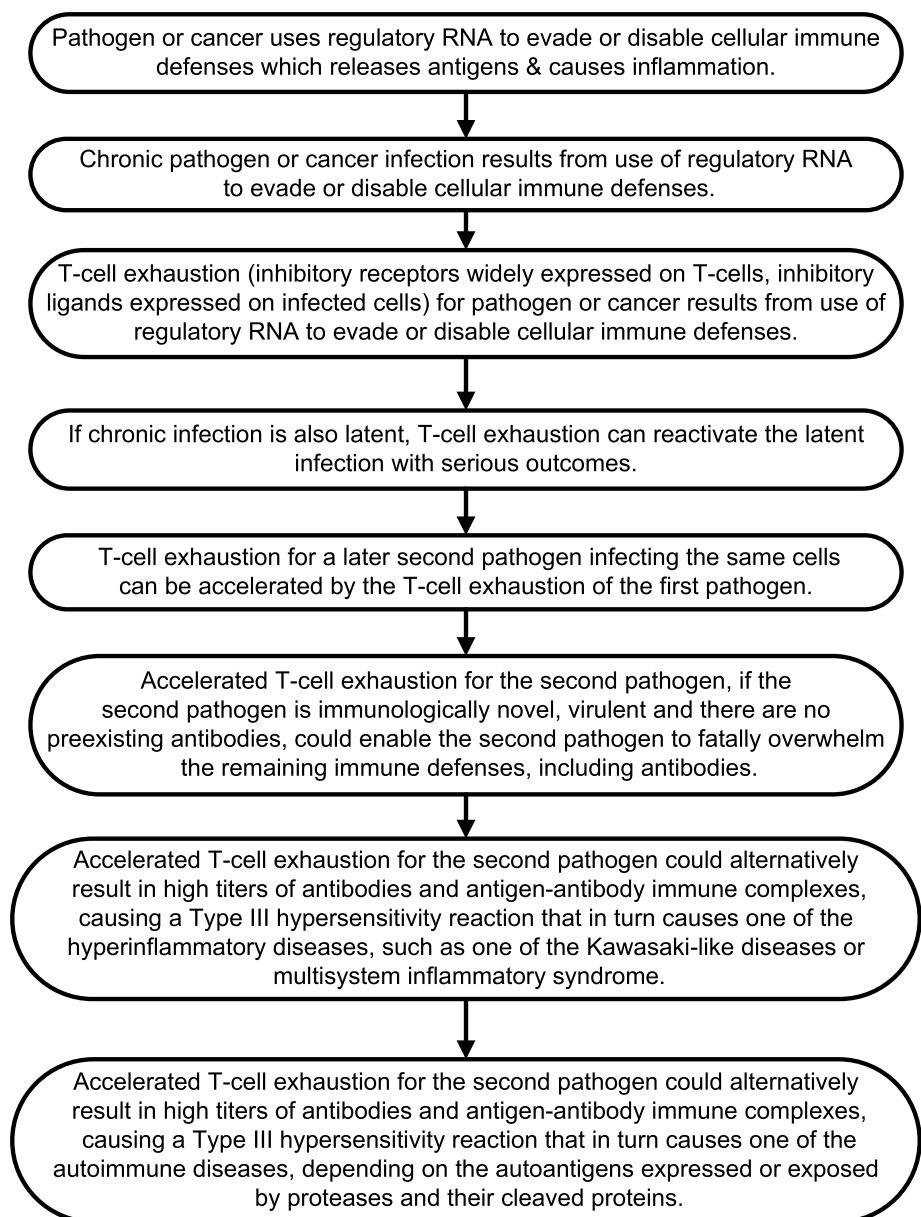 Pathogen or cancer uses regulatory RNA to evade or disable cellular immune
defenses which releases antigens & causes inflammation.
Chronic pathogen or cancer infection results from use of regulatory RNA
to evade or disable cellular immune defenses.
T-cell exhaustion (inhibitory receptors widely expressed on T-cells, inhibitory
ligands expressed on infected cells) for pathogen or cancer results from use of
regulatory RNA to evade or disable cellular immune defenses.
If chronic infection is also latent, T-cell exhaustion can reactivate the latent
infection with serious outcomes.
T-cell exhaustion for a later second pathogen infecting the same cells
can be accelerated by the T-cell exhaustion of the first pathogen.
Accelerated T-cell exhaustion for the second pathogen, if the
second pathogen is immunologically novel, virulent and there are no
preexisting antibodies, could enable the second pathogen to fatally overwhelm
the remaining immune defenses, including antibodies.
Accelerated T-cell exhaustion for the second pathogen could alternatively
result in high titers of antibodies and antigen-antibody immune complexes,
causing a Type III hypersensitivity reaction that in turn causes one of the
hyperinflammatory diseases, such as one of the Kawasaki-like diseases or
multisystem inflammatory syndrome.
Accelerated T-cell exhaustion for the second pathogen could alternatively
result in high titers of antibodies and antigen-antibody immune complexes,
causing a Type III hypersensitivity reaction that in turn causes one of the
autoimmune diseases, depending on the autoantigens expressed or exposed
by proteases and their cleaved proteins.